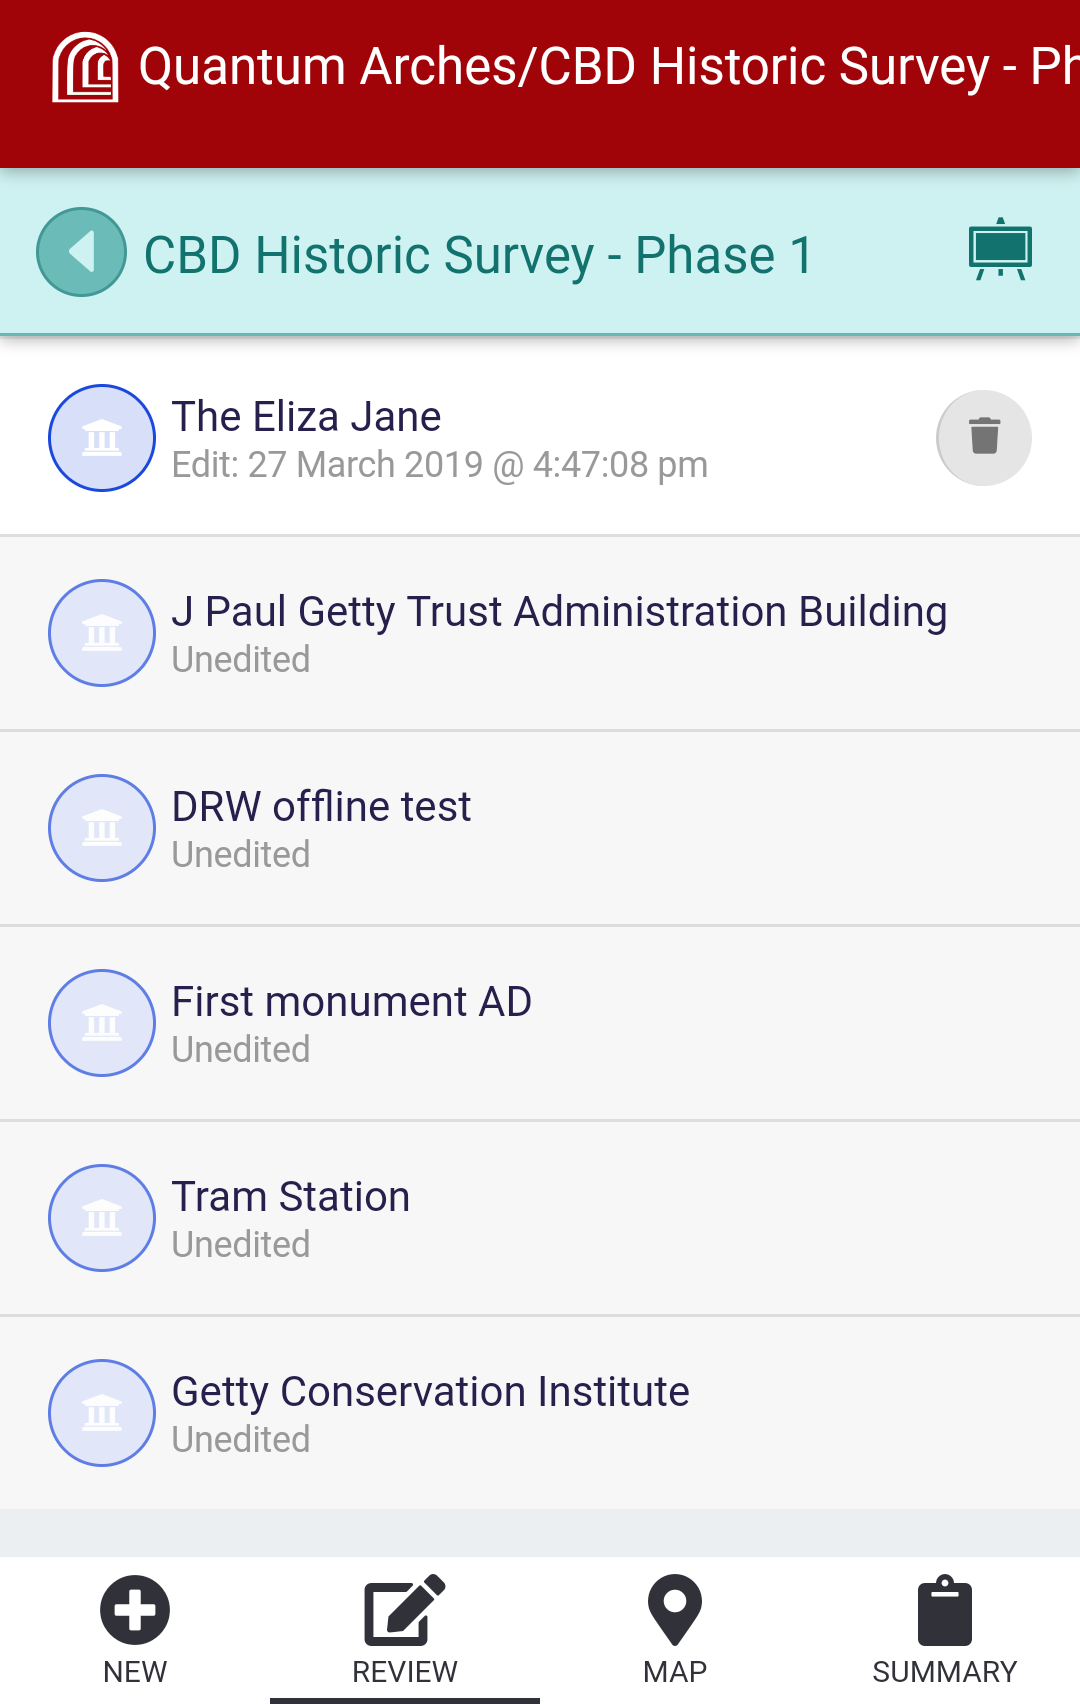 Quantum Arches/CBD Historic Survey - Ph
CBD Historic Survey - Phase 1
The Eliza Jane
Edit: 27 March 2019 @ 4:47:08 pm
J Paul Getty Trust Administration Building
Unedited
DRW offline test
Unedited
First monument AD
Unedited
Tram Station
Unedited
Getty Conservation Institute
Unedited
NEW REVIEW MAP SUMMARY